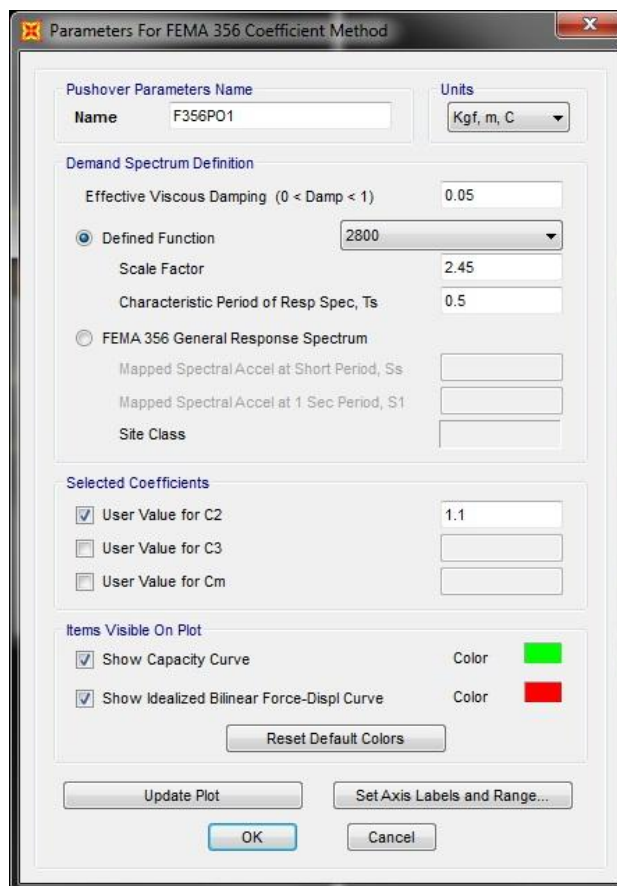 Parameters For FEMA 356 Coefficient Method
Pushover Parameters Name
Units
Name F356PO1
Kgf, m, C
Demand Spectrum Definition
Effective Viscous Damping (0 < Damp < 1) 0.05
Defined Function 2800
Scale Factor 2.45
Characteristic Period of Resp Spec, Ts 0.5
FEMA 356 General Response Spectrum
Mapped Spectral Accel at Short Period, Ss
Mapped Spectral Accel at 1 Sec Period, S1
Site Class
Selected Coefficients
User Value for C2 1.1
User Value for C3
User Value for Cm
Items Visible On Plot
Show Capacity Curve Color
Show Idealized Bilinear Force-Displ Curve Color
Reset Default Colors
Update Plot Set Axis Labels and Range...
OK Cancel